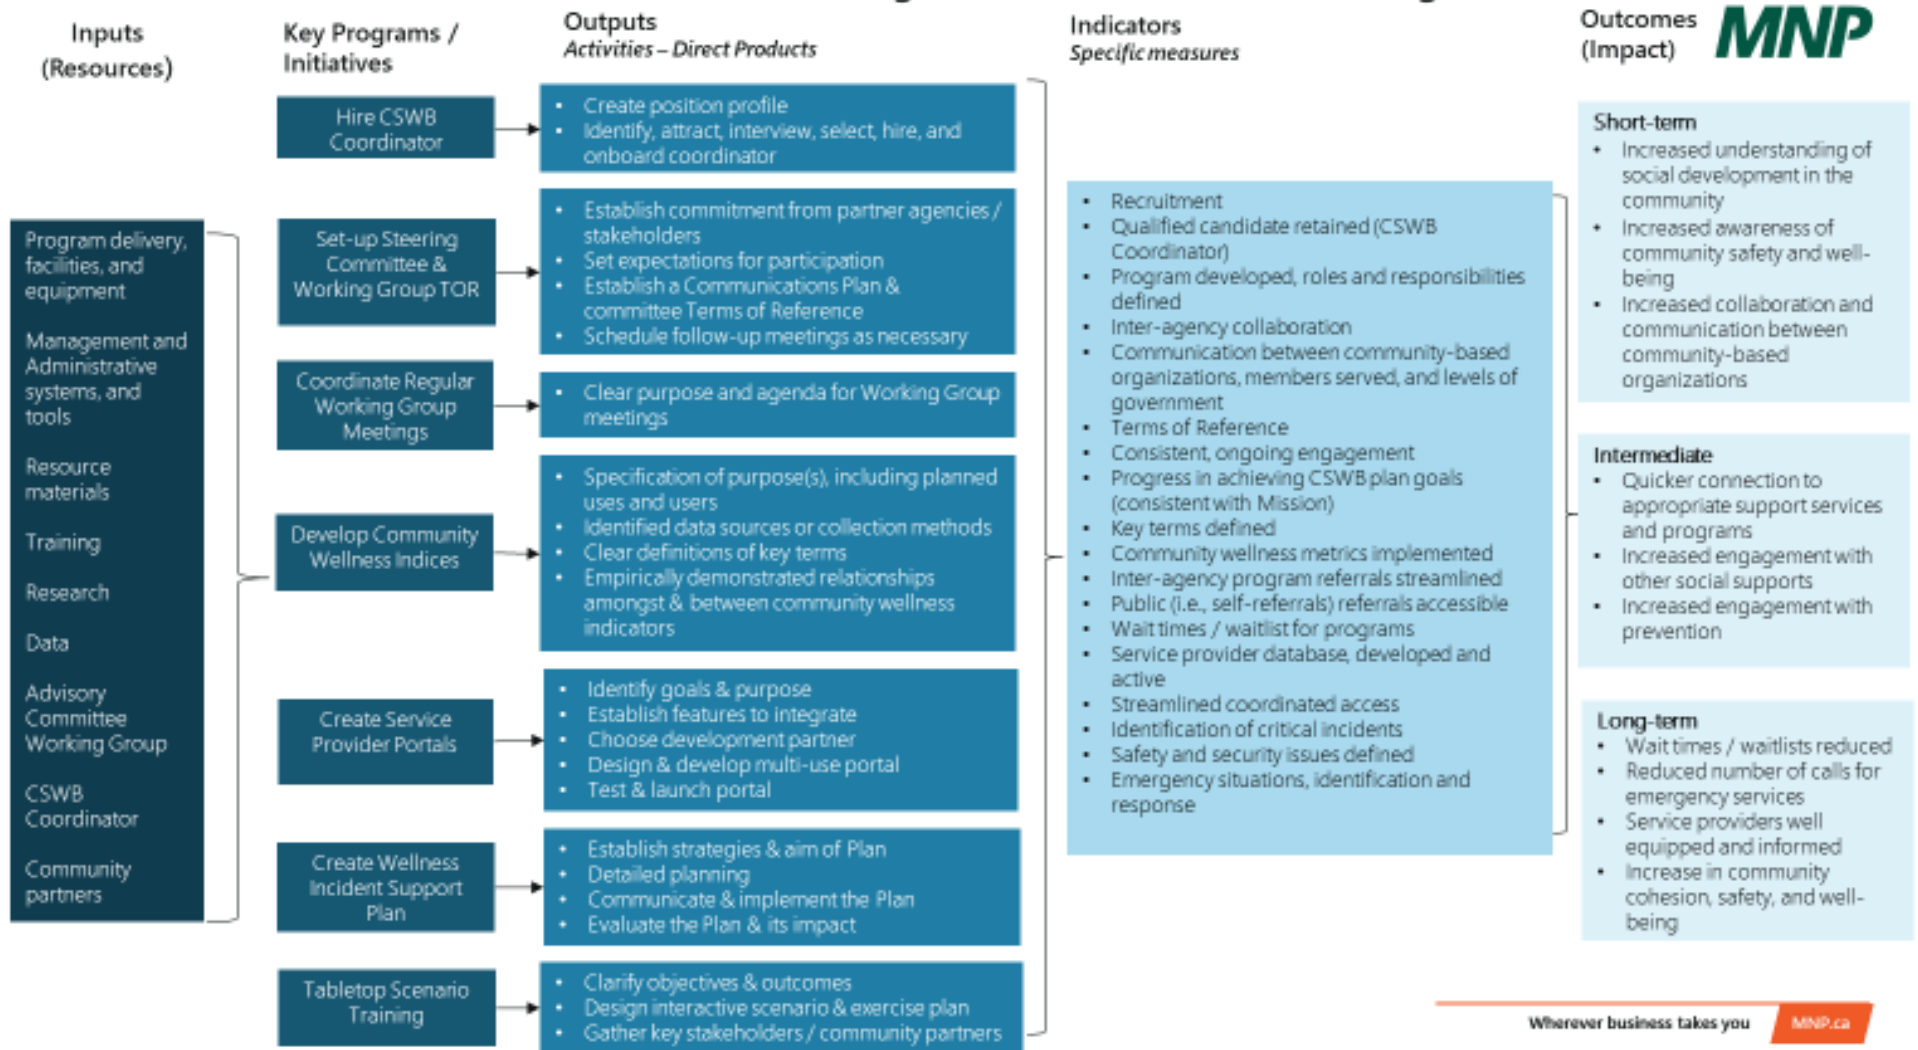 Inputs
(Resources)
Program delivery,
facilities, and
equipment
Management and
Administrative
systems, and
tools
Resource
materials
Training
Research
Data
Advisory
Committee
Working Group
CSWB
Coordinator
Community
partners
Key Programs /
Initiatives
Hire CSWB
Coordinator
Set-up Steering
Committee &
Working Group TOR
Coordinate Regular
Working Group
Meetings
Develop Community
Wellness Indices
Create Service
Provider Portals
Create Wellness
Incident Support
Plan
Tabletop Scenario
Training
Outputs
Activities – Direct Products
• Create position profile
• Identify, attract, interview, select, hire, and
onboard coordinator
• Establish commitment from partner agencies /
stakeholders
• Set expectations for participation
• Establish a Communications Plan &
committee Terms of Reference
• Schedule follow-up meetings as necessary
• Clear purpose and agenda for Working Group
meetings
• Specification of purpose(s), including planned
uses and users
• Identified data sources or collection methods
• Clear definitions of key terms
• Empirically demonstrated relationships
amongst & between community wellness
indicators
• Identify goals & purpose
• Establish features to integrate
• Choose development partner
• Design & develop multi-use portal
• Test & launch portal
• Establish strategies & aim of Plan
• Detailed planning
• Communicate & implement the Plan
• Evaluate the Plan & its impact
• Clarify objectives & outcomes
• Design interactive scenario & exercise plan
• Gather key stakeholders / community partners
Indicators
Specific measures
• Recruitment
• Qualified candidate retained (CSWB
Coordinator)
• Program developed, roles and responsibilities
defined
• Inter-agency collaboration
• Communication between community-based
organizations, members served, and levels of
government
• Terms of Reference
• Consistent, ongoing engagement
• Progress in achieving CSWB plan goals
(consistent with Mission)
• Key terms defined
• Community wellness metrics implemented
• Inter-agency program referrals streamlined
• Public (i.e., self-referrals) referrals accessible
• Wait times / waitlist for programs
• Service provider database, developed and
active
• Streamlined coordinated access
• Identification of critical incidents
• Safety and security issues defined
• Emergency situations, identification and
response
Outcomes
(Impact)
MNP
Short-term
• Increased understanding of
social development in the
community
• Increased awareness of
community safety and well-
being
• Increased collaboration and
communication between
community-based
organizations
Intermediate
• Quicker connection to
appropriate support services
and programs
• Increased engagement with
other social supports
• Increased engagement with
prevention
Long-term
• Wait times / waitlists reduced
• Reduced number of calls for
emergency services
• Service providers well
equipped and informed
• Increase in community
cohesion, safety, and well-
being
Wherever business takes you
MNP.ca